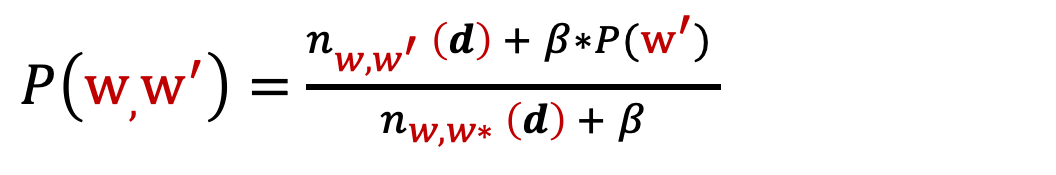 P(w,w′) = n_{w,w′} (d) + β∗P(w′)
n_{w,w∗} (d) + β